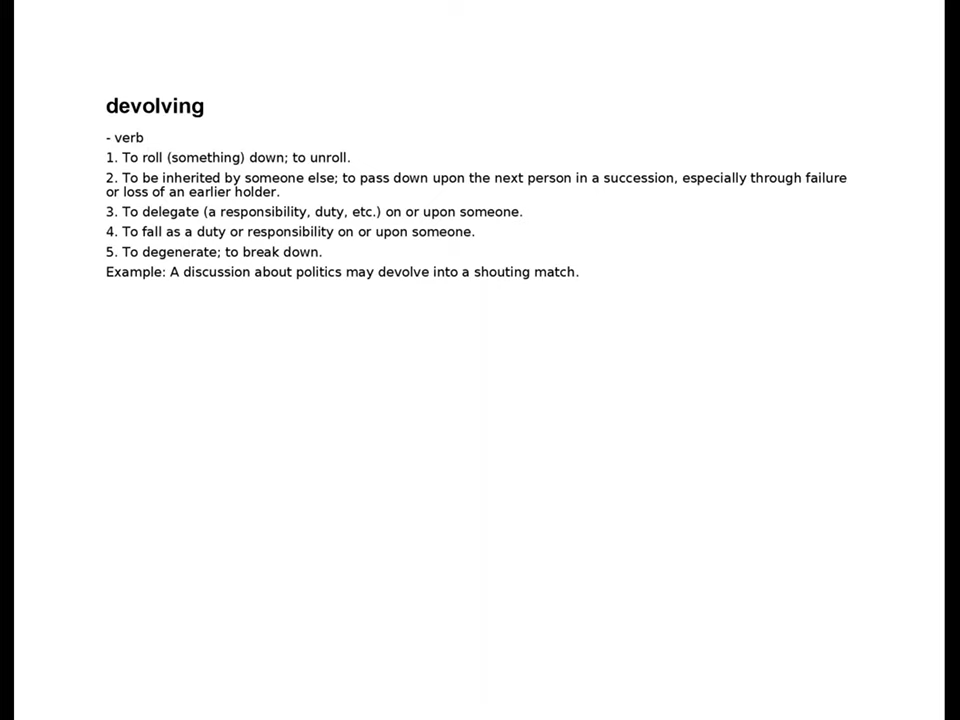 devolving
- verb
1. To roll (something) down; to unroll.
2. To be inherited by someone else; to pass down upon the next person in a succession, especially through failure
or loss of an earlier holder.
3. To delegate (a responsibility, duty, etc.) on or upon someone.
4. To fall as a duty or responsibility on or upon someone.
5. To degenerate; to break down.
Example: A discussion about politics may devolve into a shouting match.